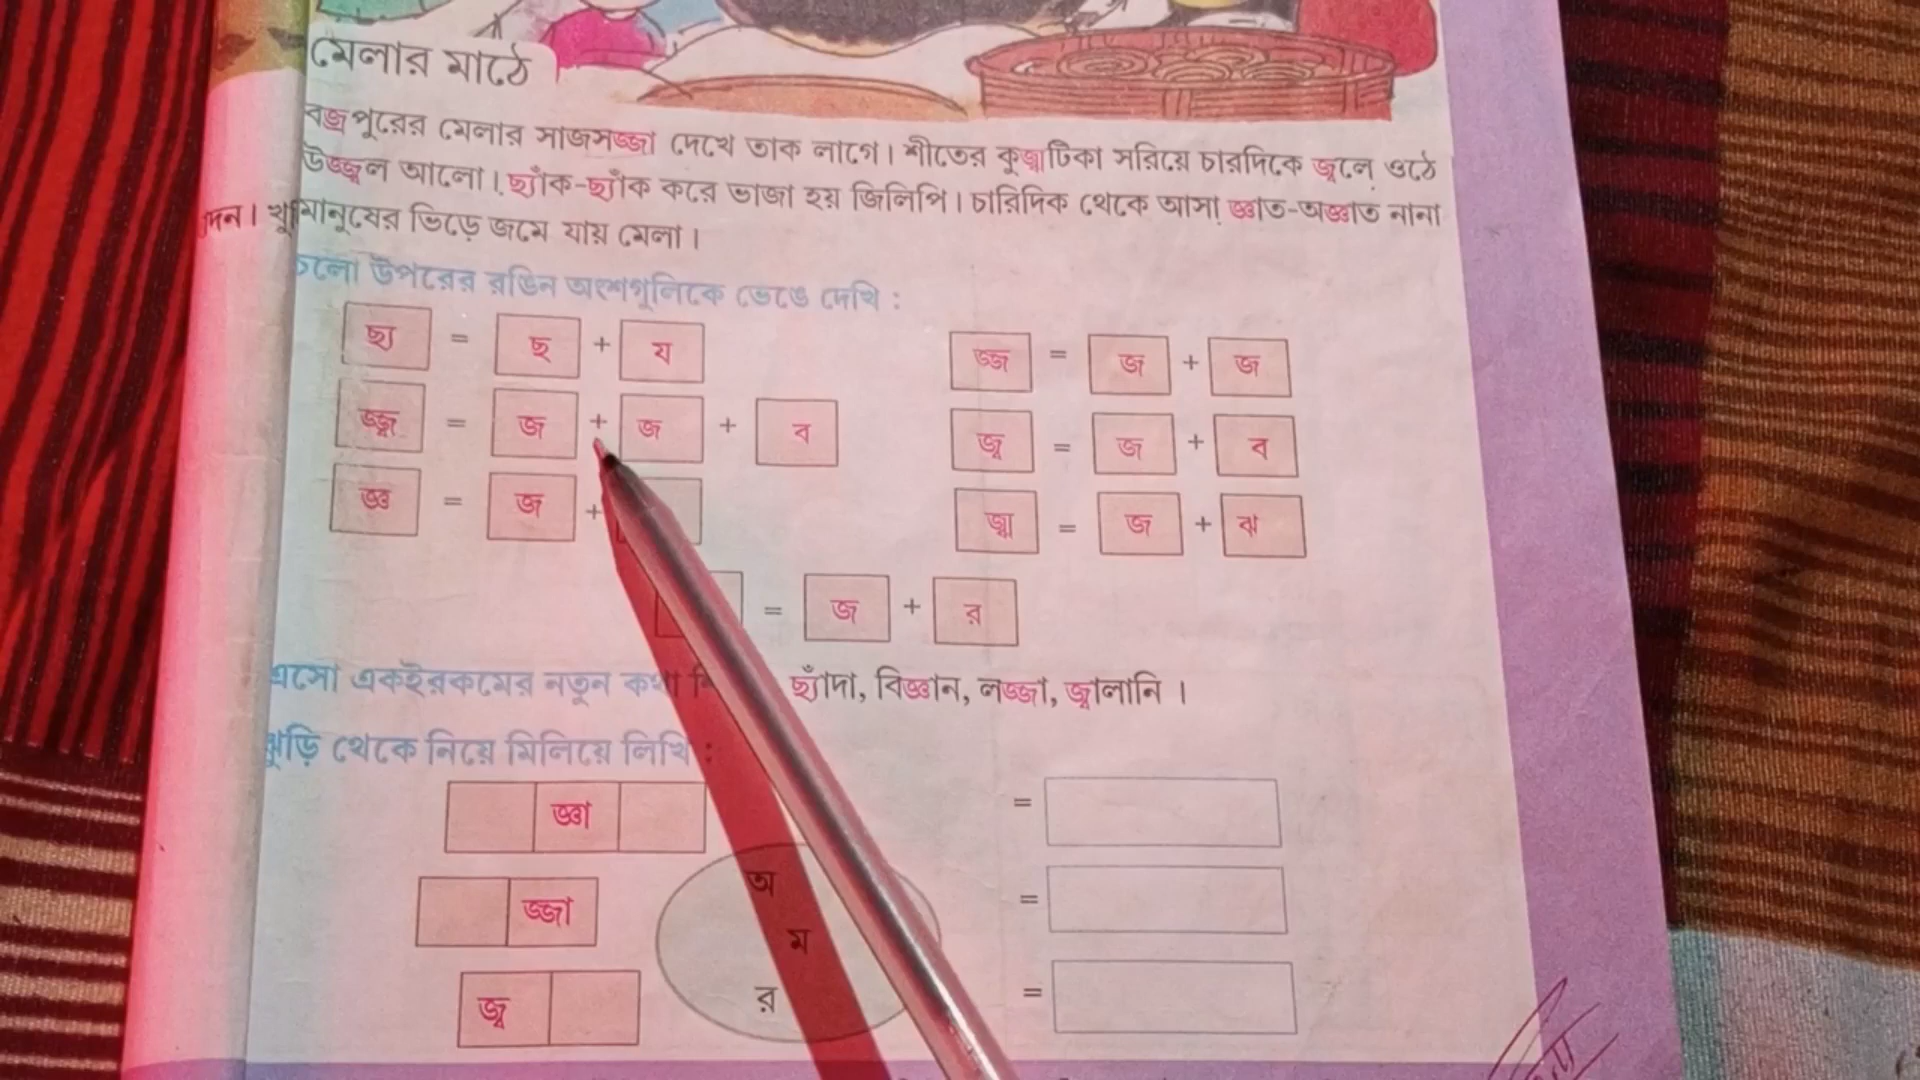 মেলার মাঠে
বজ্রপুরের মেলার সাজসজ্জা দেখে তাক লাগে। শীতের কুজ্ঝটিকা সরিয়ে চারদিকে জ্বলে ওঠে
উজ্জ্বল আলো। ছ্যাঁক-ছ্যাঁক করে ভাজা হয় জিলিপি। চারিদিক থেকে আসা জ্ঞাত-অজ্ঞাত নানা
মানুষের ভিড়ে জমে যায় মেলা।
চলো উপরের রঙিন অংশগুলিকে ভেঙে দেখি :
ছ্য = ছ + য জ্জ = জ + জ
জ্জ্ব = জ + জ + ব জ্ব = জ + ব
জ্ঞ = জ + জ্ঝ = জ + ঝ
= জ + র
এসো একইরকমের নতুন কথা ছ্যাঁদা, বিজ্ঞান, লজ্জা, জ্বালানি।
ঝুড়ি থেকে নিয়ে মিলিয়ে লিখি :
জ্ঞা =
অ
জ্জা =
ম
জ্ব র =